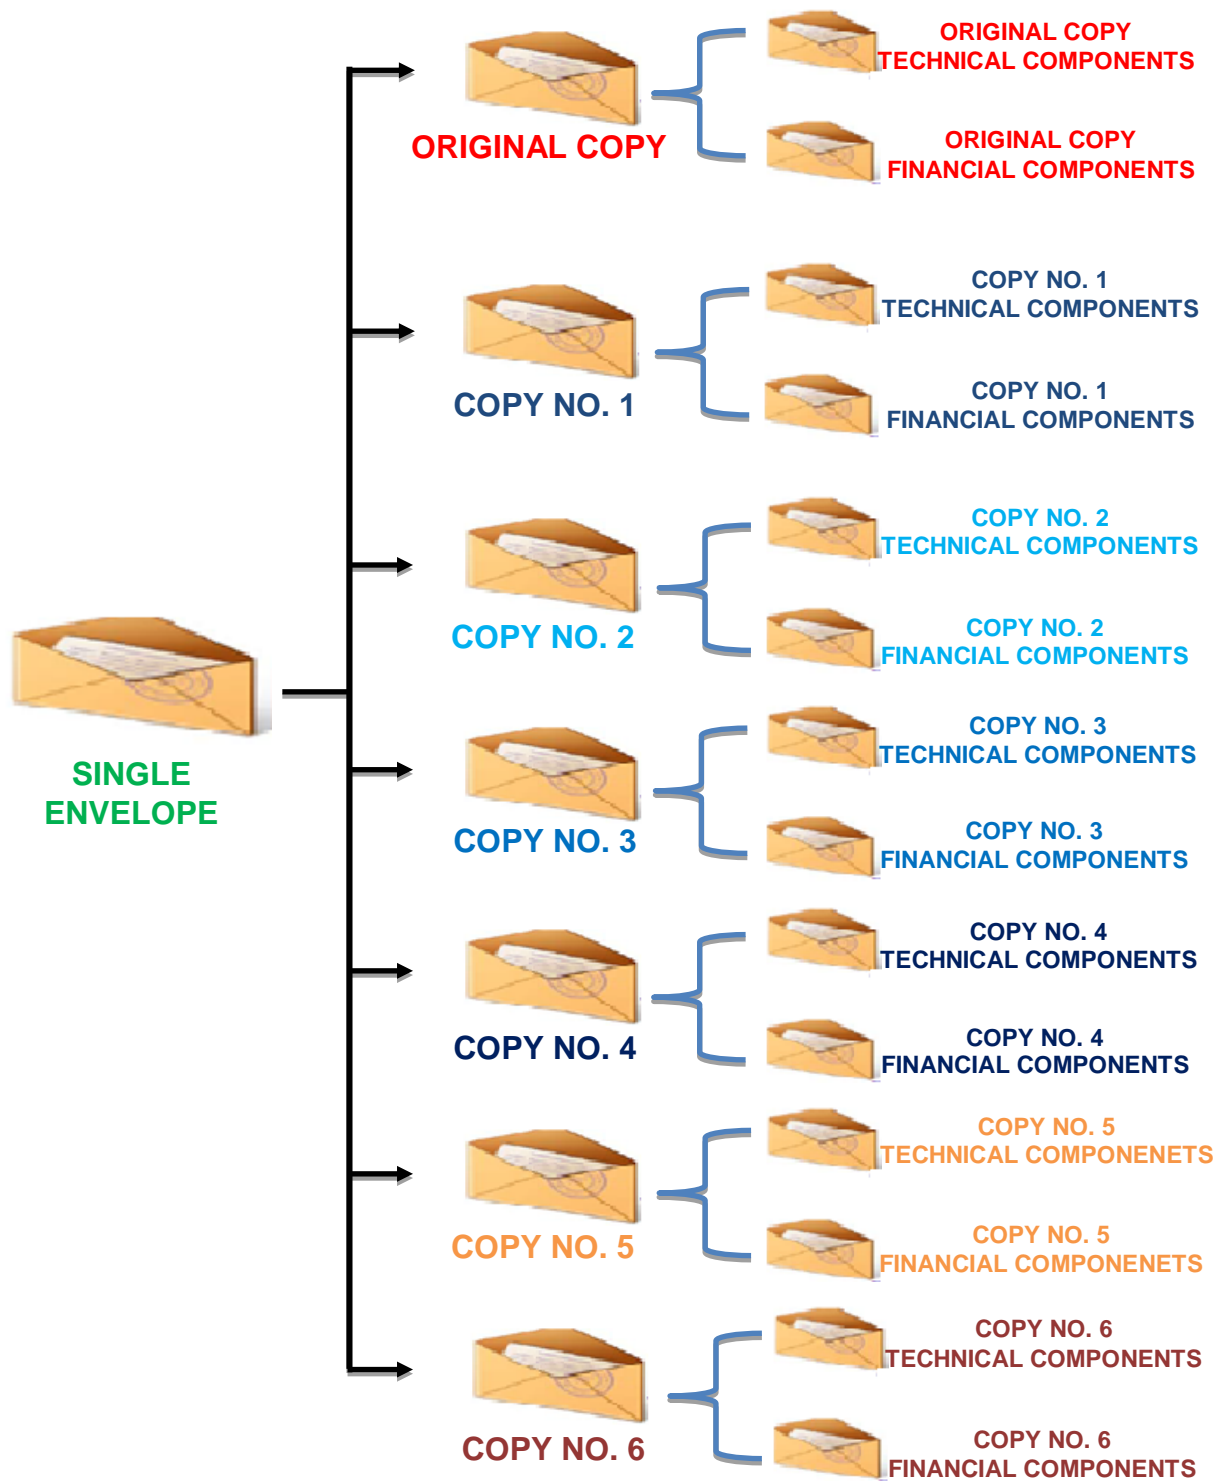 ORIGINAL COPY
TECHNICAL COMPONENTS
ORIGINAL COPY
ORIGINAL COPY
FINANCIAL COMPONENTS
COPY NO. 1
TECHNICAL COMPONENTS
COPY NO. 1
COPY NO. 1
FINANCIAL COMPONENTS
COPY NO. 2
TECHNICAL COMPONENTS
COPY NO. 2
COPY NO. 2
FINANCIAL COMPONENTS
SINGLE
ENVELOPE
COPY NO. 3
TECHNICAL COMPONENTS
COPY NO. 3
COPY NO. 3
FINANCIAL COMPONENTS
COPY NO. 4
TECHNICAL COMPONENTS
COPY NO. 4
COPY NO. 4
FINANCIAL COMPONENTS
COPY NO. 5
TECHNICAL COMPONENETS
COPY NO. 5
COPY NO. 5
FINANCIAL COMPONENETS
COPY NO. 6
TECHNICAL COMPONENTS
COPY NO. 6
COPY NO. 6
FINANCIAL COMPONENTS